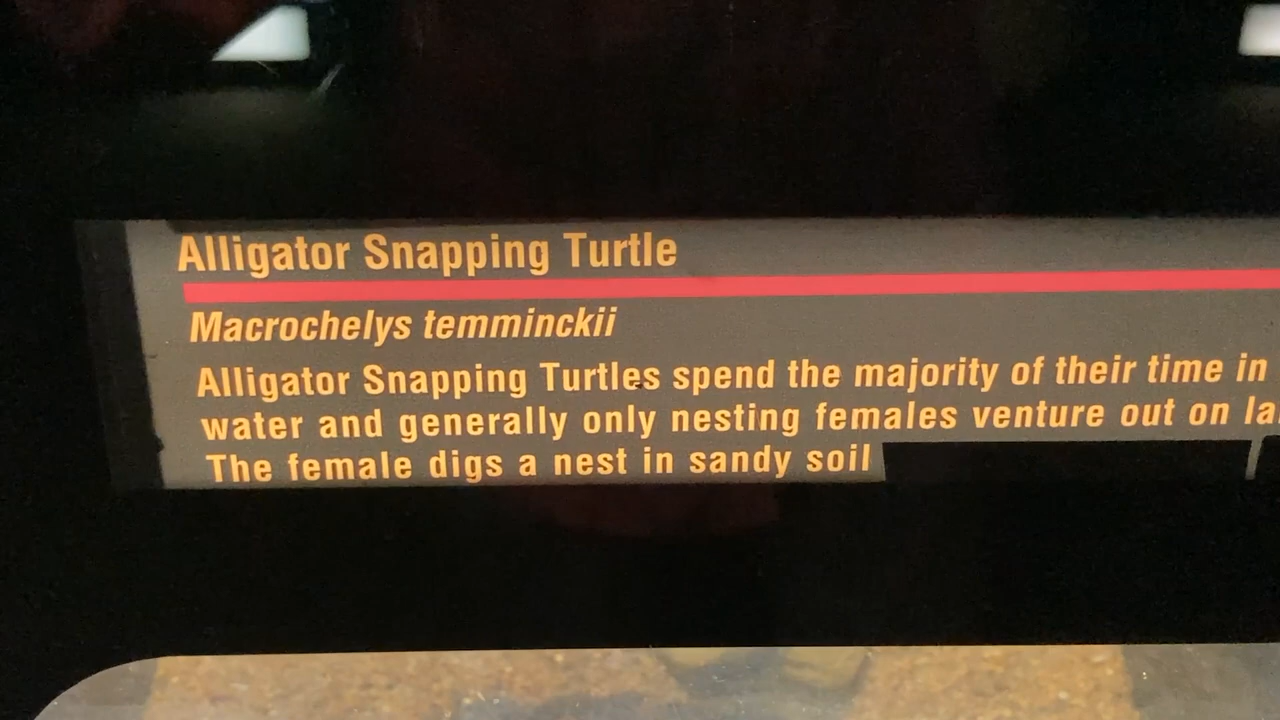 Alligator Snapping Turtle
Macrochelys temminckii
Alligator Snapping Turtles spend the majority of their time in
water and generally only nesting females venture out on
The female digs a nest in sandy soil